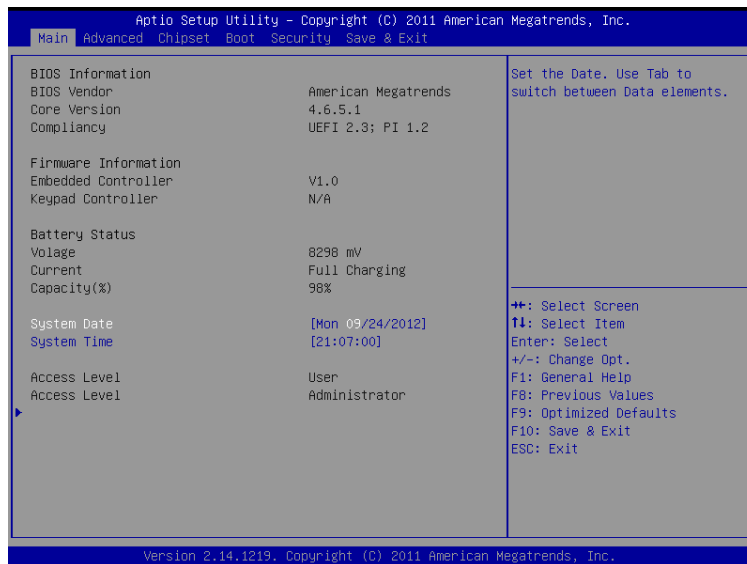 Aptio Setup Utility – Copyright (C) 2011 American Megatrends, Inc.
Main Advanced Chipset Boot Security Save & Exit
BIOS Information
BIOS Vendor American Megatrends
Core Version 4.6.5.1
Compliancy UEFI 2.3; PI 1.2
Firmware Information
Embedded Controller V1.0
Keypad Controller N/A
Battery Status
Volage 8298 mV
Current Full Charging
Capacity(%) 98%
System Date [Mon 09/24/2012]
System Time [21:07:00]
Access Level User
Access Level Administrator
Set the Date. Use Tab to
switch between Data elements.
→←: Select Screen
↑↓: Select Item
Enter: Select
+/-: Change Opt.
F1: General Help
F8: Previous Values
F9: Optimized Defaults
F10: Save & Exit
ESC: Exit
Version 2.14.1219. Copyright (C) 2011 American Megatrends, Inc.